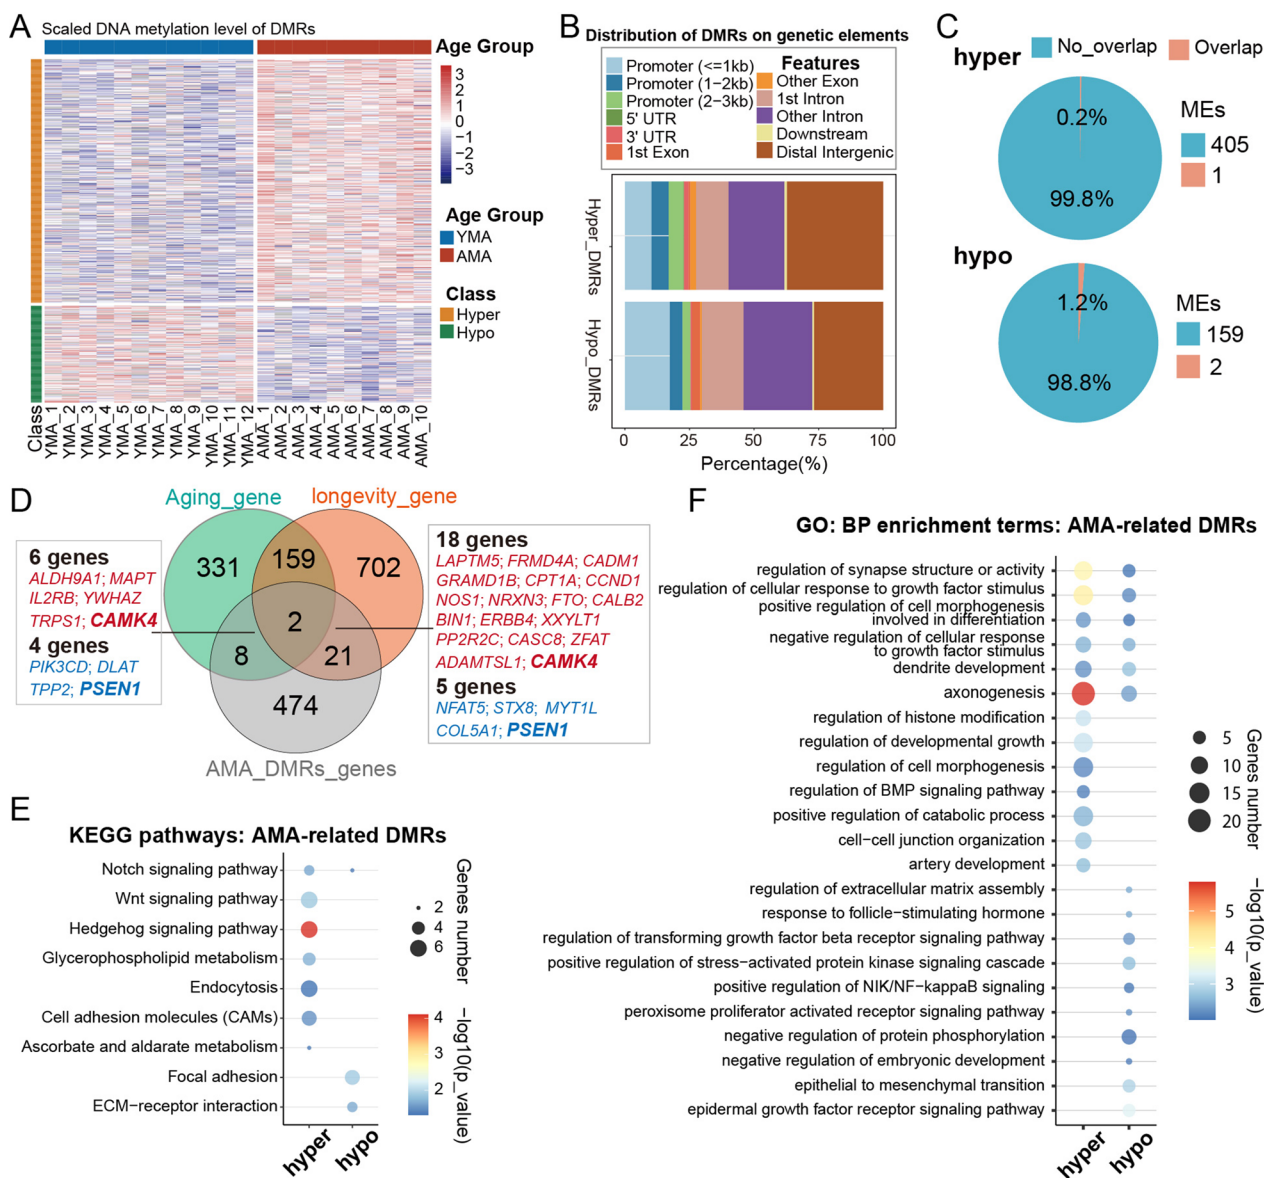 A
Scaled DNA metylation level of DMRs
Age Group
3
2
1
0
−1
−2
−3
Age Group
YMA
AMA
Class
Hyper
Hypo
Class
YMA_1
YMA_2
YMA_3
YMA_4
YMA_5
YMA_6
YMA_7
YMA_8
YMA_9
YMA_10
YMA_11
YMA_12
AMA_1
AMA_2
AMA_3
AMA_4
AMA_5
AMA_6
AMA_7
AMA_8
AMA_9
AMA_10
B
Distribution of DMRs on genetic elements
Features
Promoter (<=1kb)
Promoter (1−2kb)
Promoter (2−3kb)
5' UTR
3' UTR
1st Exon
Other Exon
1st Intron
Other Intron
Downstream
Distal Intergenic
Hyper_DMRs
Hypo_DMRs
0
25
50
75
100
Percentage(%)
C
No_overlap
Overlap
hyper
0.2%
99.8%
MEs
405
1
hypo
1.2%
98.8%
MEs
159
2
D
Aging_gene
longevity_gene
331
159
702
2
8
21
474
AMA_DMRs_genes
6 genes
ALDH9A1; MAPT
IL2RB; YWHAZ
TRPS1; CAMK4
4 genes
PIK3CD; DLAT
TPP2; PSEN1
18 genes
LAPTM5; FRMD4A; CADM1
GRAMD1B; CPT1A; CCND1
NOS1; NRXN3; FTO; CALB2
BIN1; ERBB4; XXYLT1
PP2R2C; CASC8; ZFAT
ADAMTSL1; CAMK4
5 genes
NFAT5; STX8; MYT1L
COL5A1; PSEN1
E
KEGG pathways: AMA-related DMRs
Notch signaling pathway
Wnt signaling pathway
Hedgehog signaling pathway
Glycerophospholipid metabolism
Endocytosis
Cell adhesion molecules (CAMs)
Ascorbate and aldarate metabolism
Focal adhesion
ECM−receptor interaction
hyper
hypo
Genes number
2
4
6
−log10(p_value)
4
3
2
F
GO: BP enrichment terms: AMA-related DMRs
regulation of synapse structure or activity
regulation of cellular response to growth factor stimulus
positive regulation of cell morphogenesis
involved in differentiation
negative regulation of cellular response
to growth factor stimulus
dendrite development
axonogenesis
regulation of histone modification
regulation of developmental growth
regulation of cell morphogenesis
regulation of BMP signaling pathway
positive regulation of catabolic process
cell−cell junction organization
artery development
regulation of extracellular matrix assembly
response to follicle−stimulating hormone
regulation of transforming growth factor beta receptor signaling pathway
positive regulation of stress−activated protein kinase signaling cascade
positive regulation of NIK/NF−kappaB signaling
peroxisome proliferator activated receptor signaling pathway
negative regulation of protein phosphorylation
negative regulation of embryonic development
epithelial to mesenchymal transition
epidermal growth factor receptor signaling pathway
hyper
hypo
Genes number
5
10
15
20
−log10(p_value)
5
4
3